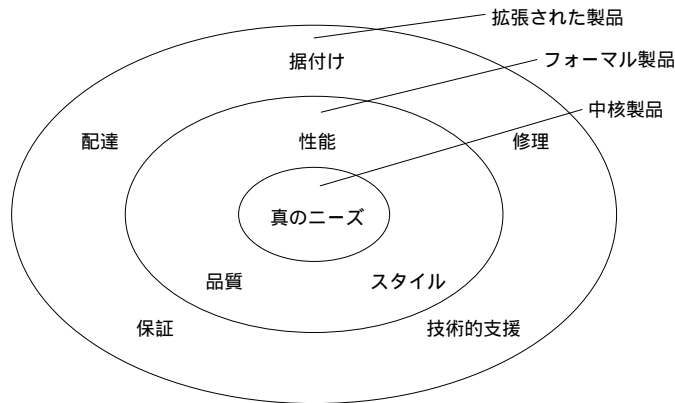 拡張された製品
フォーマル製品
中核製品
据付け
配達
性能
修理
真のニーズ
品質
スタイル
保証
技術的支援